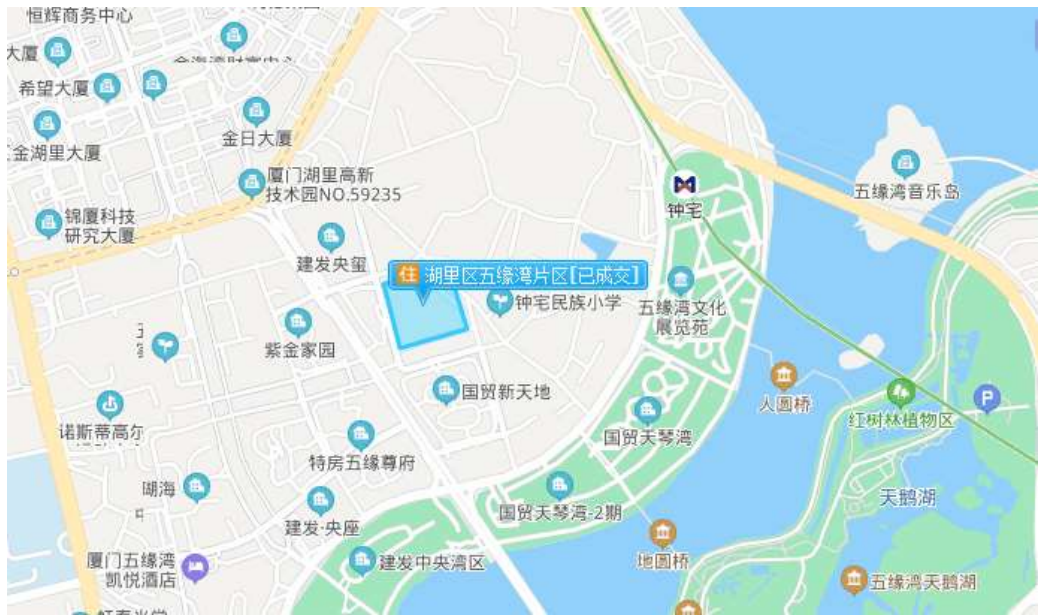 恒辉商务中心
大厦
希望大厦
金湖里大厦
金日大厦
厦门湖里高新
技术园NO.59235
锦厦科技
研究大厦
建发央玺
住 湖里区五缘湾片区[已成交]
钟宅
五缘湾音乐岛
钟宅民族小学
五缘湾文化
展览苑
紫金家园
国贸新天地
人圆桥
P
红树林植物区
诺斯蒂高尔
国贸天琴湾
特房五缘尊府
瑚海
国贸天琴湾-2期
天鹅湖
建发·央座
厦门五缘湾
凯悦酒店
建发中央湾区
地圆桥
五缘湾天鹅湖